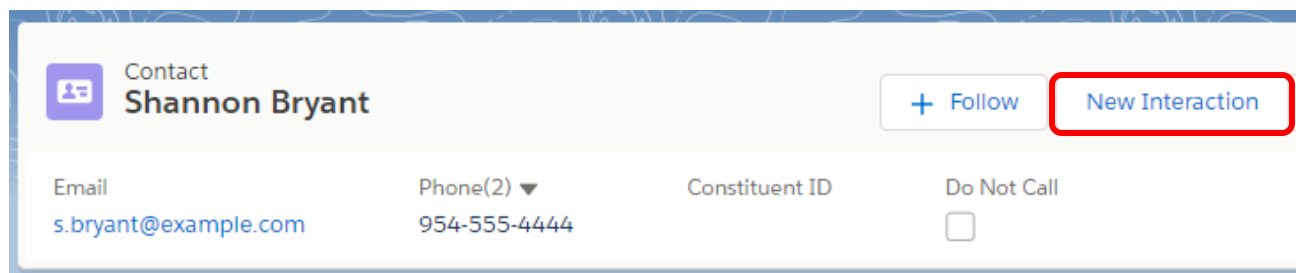 Contact
Shannon Bryant
+ Follow
New Interaction
Email
Phone(2)
Constituent ID
Do Not Call
s.bryant@example.com
954-555-4444